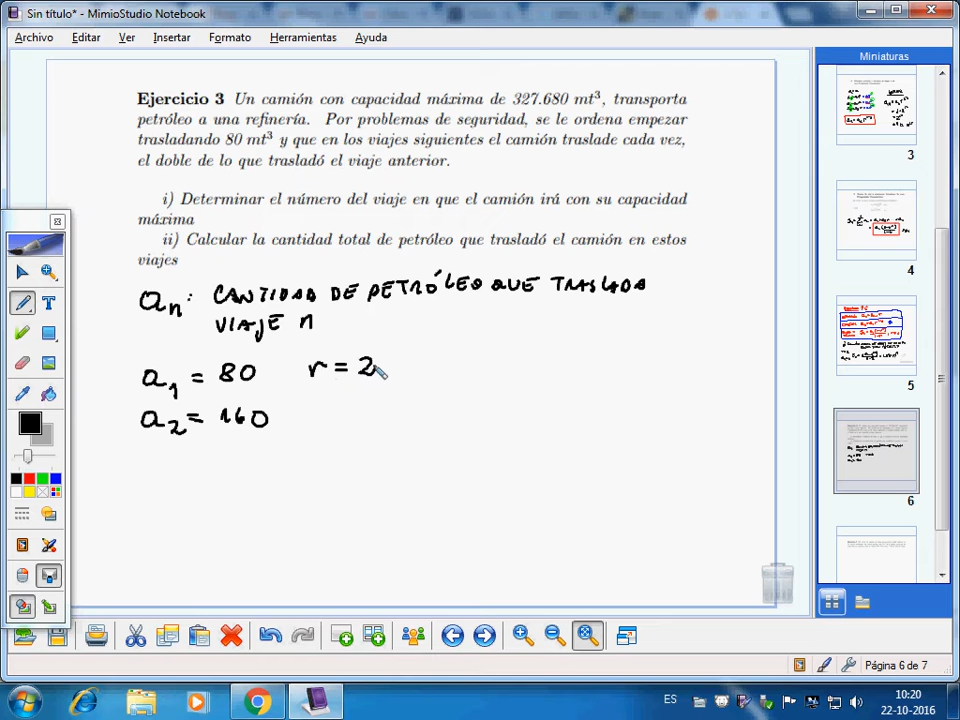 Sin título* - MimioStudio Notebook
Archivo Editar Ver Insertar Formato Herramientas Ayuda
Miniaturas
Ejercicio 3 Un camión con capacidad máxima de 327.680 mt³, transporta
petróleo a una refinería. Por problemas de seguridad, se le ordena empezar
trasladando 80 mt³ y que en los viajes siguientes el camión traslade cada vez,
el doble de lo que trasladó el viaje anterior.
i) Determinar el número del viaje en que el camión irá con su capacidad
máxima
ii) Calcular la cantidad total de petróleo que trasladó el camión en estos
viajes
an: CANTIDAD DE PETRÓLEO QUE TRASLADA
VIAJE n
a1 = 80 r = 2
a2 = 160
3
4
5
6
Página 6 de 7
ES
10:20
22-10-2016